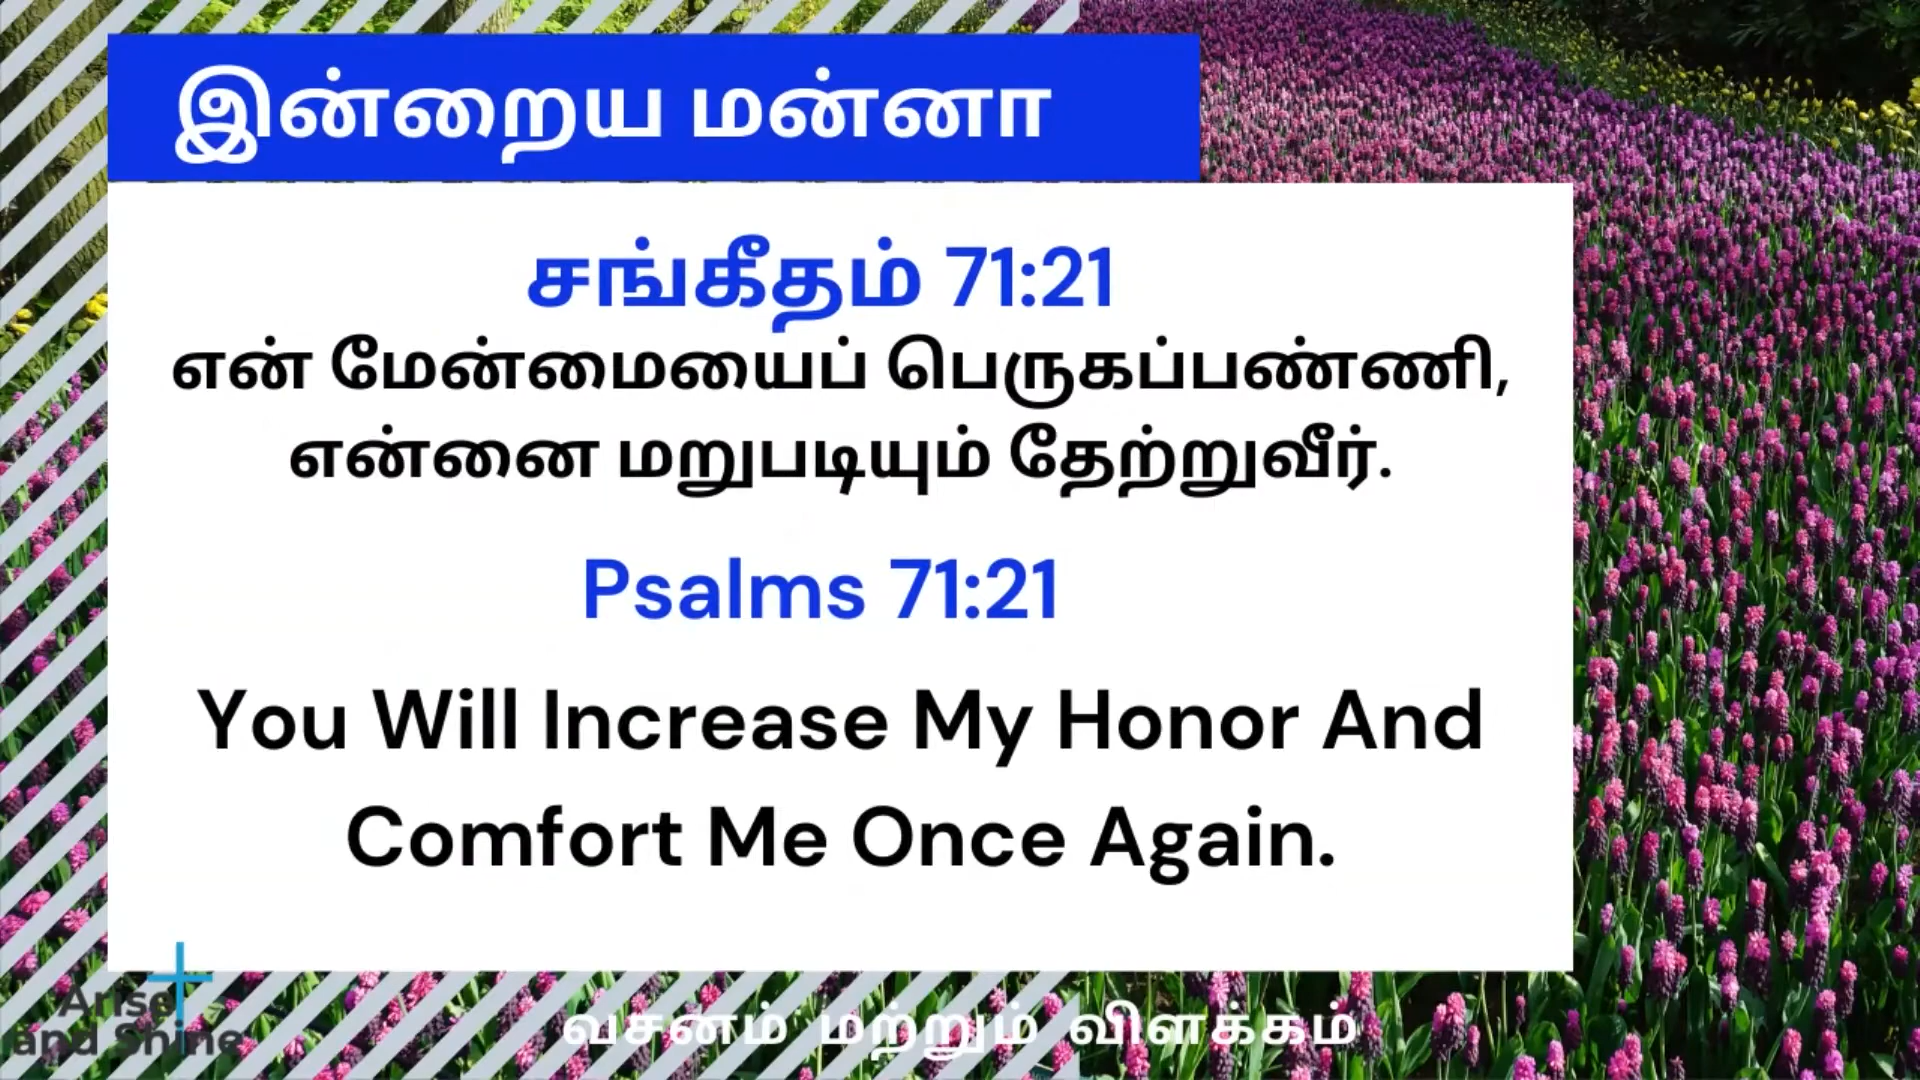 இன்றைய மன்னா
சங்கீதம் 71:21
என் மேன்மையைப் பெருகப்பண்ணி,
என்னை மறுபடியும் தேற்றுவீர்.
Psalms 71:21
You Will Increase My Honor And
Comfort Me Once Again.
Arise
and Shine
வசனம் மற்றும் விளக்கம்